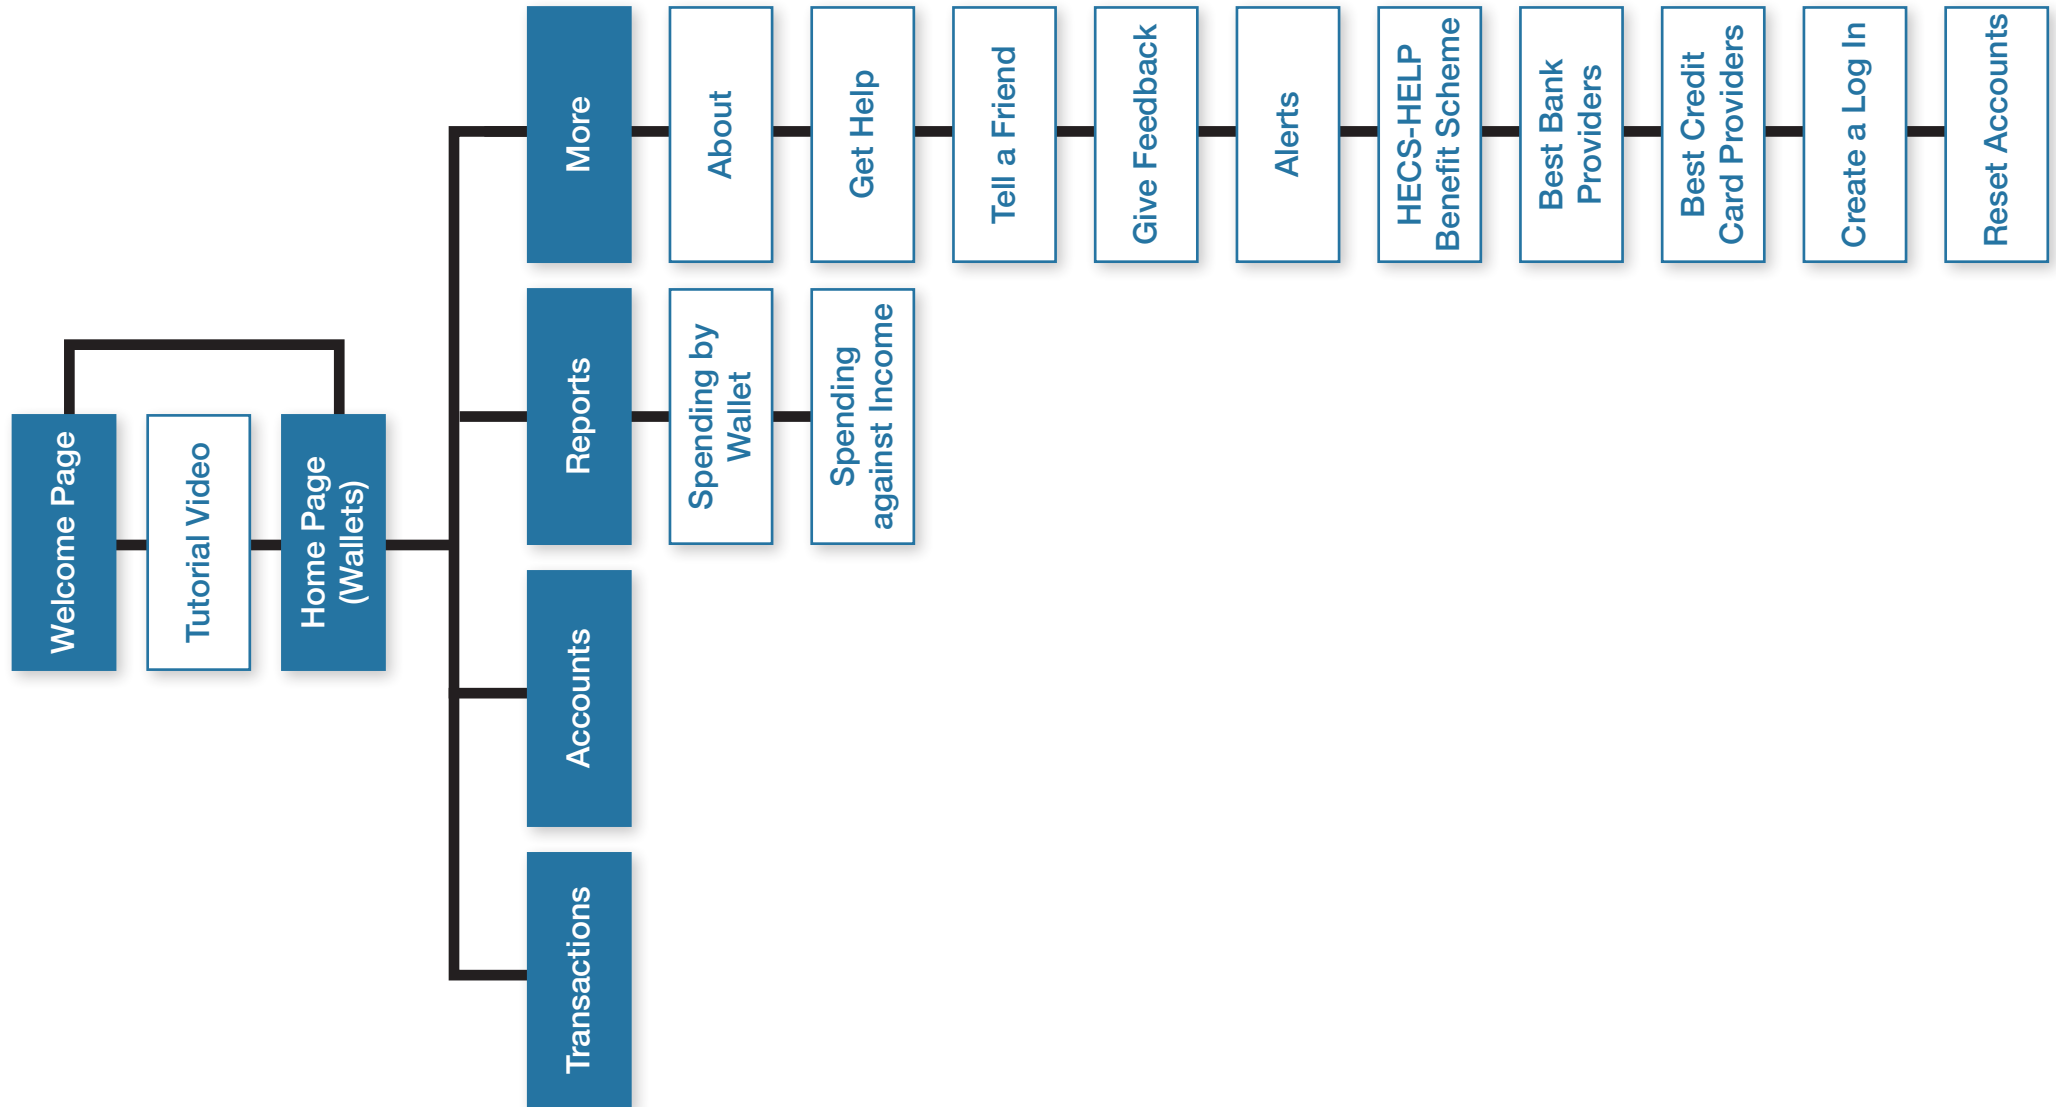 Welcome Page
Tutorial Video
Home Page
(Wallets)
Transactions
Accounts
Reports
Spending by
Wallet
Spending
against Income
More
About
Get Help
Tell a Friend
Give Feedback
Alerts
HECS-HELP
Benefit Scheme
Best Bank
Providers
Best Credit
Card Providers
Create a Log In
Reset Accounts